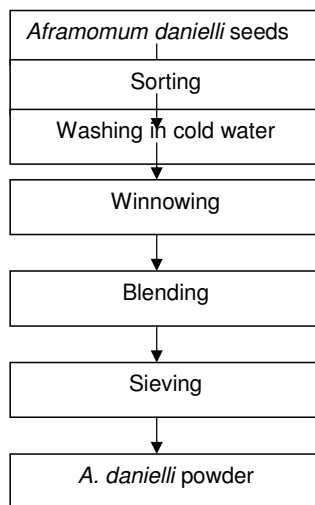 Aframomum danielli seeds
Sorting
Washing in cold water
Winnowing
Blending
Sieving
A. danielli powder